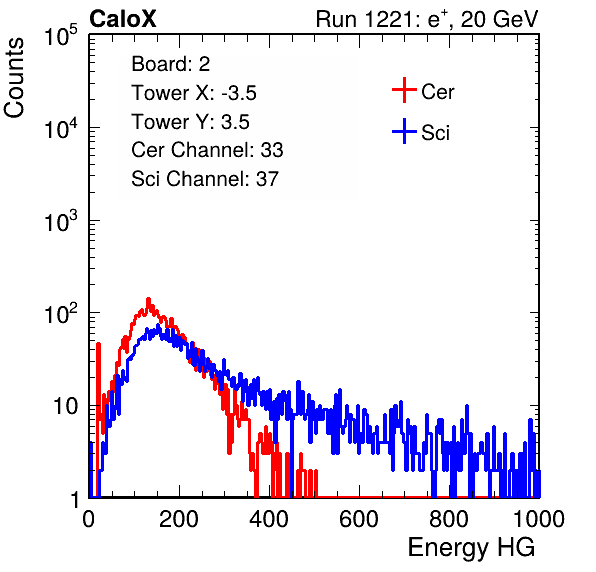 CaloX Run 1221: e⁺, 20 GeV
Counts
Board: 2
Tower X: -3.5
Tower Y: 3.5
Cer Channel: 33
Sci Channel: 37
Cer
Sci
10⁵
10⁴
10³
10²
10
1
0 200 400 600 800 1000
Energy HG